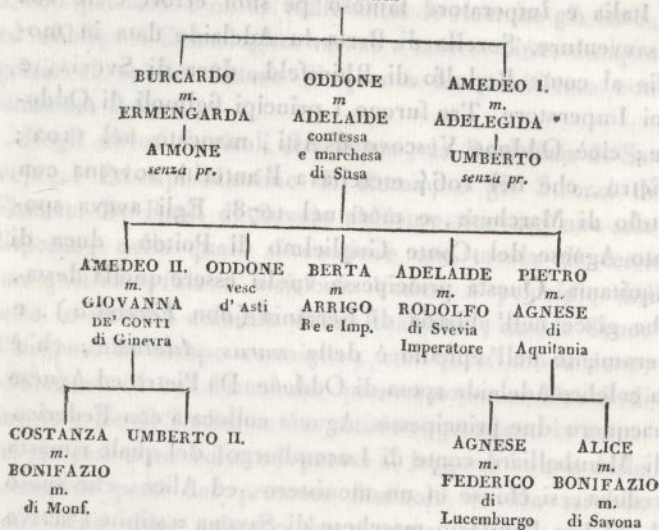 BURCARDO ODDONE AMEDEO I.
m. m m.
ERMENGARDA ADELAIDE ADELEGIDA *
AIMONE contessa UMBERTO
senza pr. e marchesa senza pr.
di Susa
AMEDEO II. ODDONE BERTA ADELAIDE PIETRO
m. vesc m. m. m.
GIOVANNA d' Asti ARRIGO RODOLFO AGNESE
DE' CONTI Re e Imp. di Svevia di
di Ginevra Imperatore Aquitania
COSTANZA UMBERTO II. AGNESE ALICE
m. m. m.
BONIFAZIO FEDERICO BONIFAZIO
m. di m.
di Monf. Lucemburgo di Savona